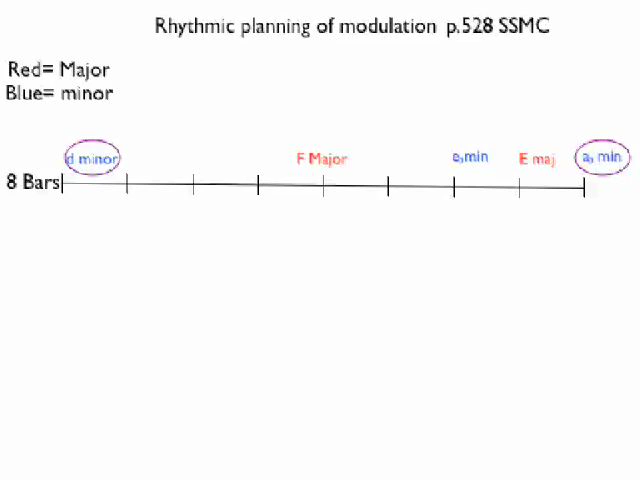 Rhythmic planning of modulation p.528 SSMC
Red= Major
Blue= minor
d minor F Major e♭min E maj a♭ min
8 Bars